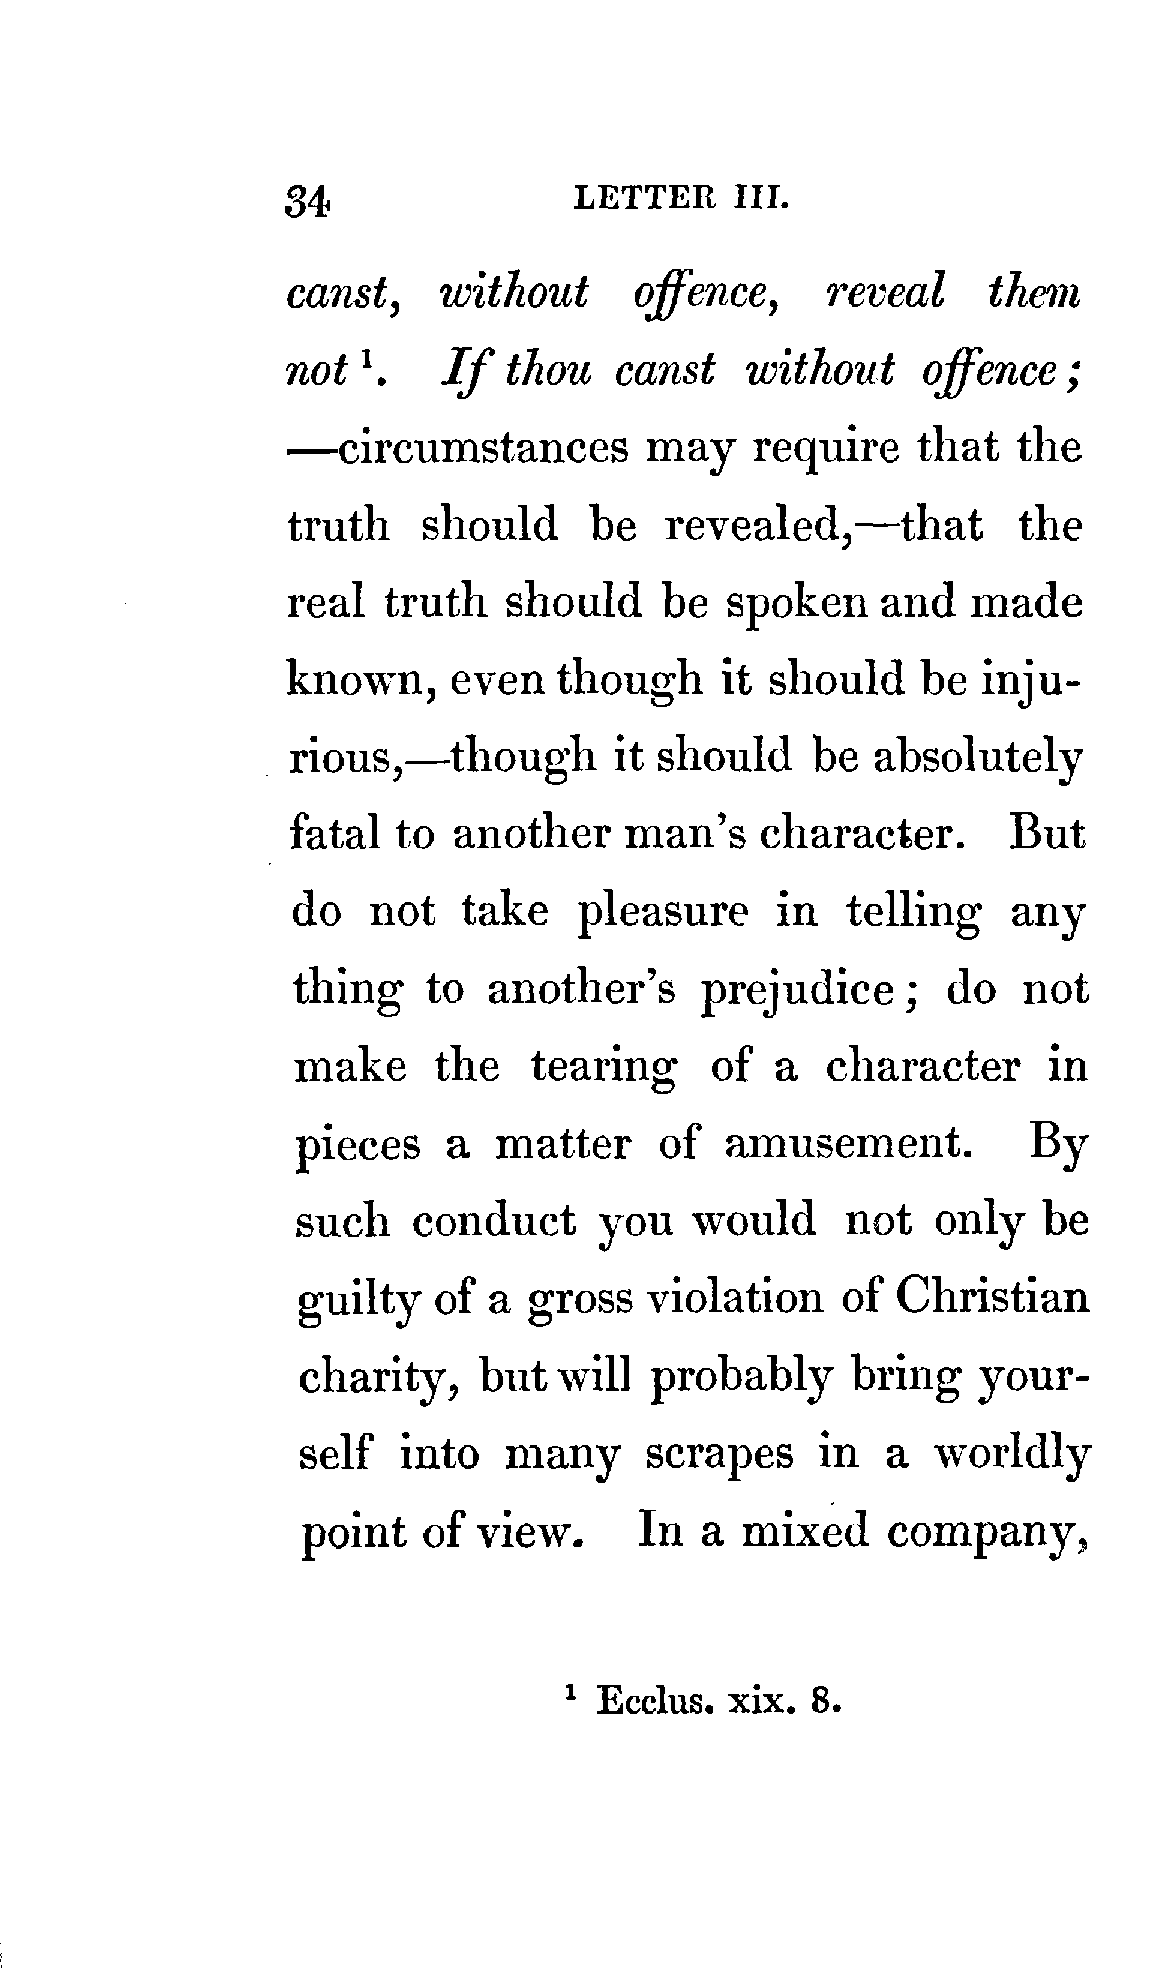 34 LETTER III.
canst, without offence, reveal them
not ¹. If thou canst without offence ;
—circumstances may require that the
truth should be revealed,—that the
real truth should be spoken and made
known, even though it should be inju-
rious,—though it should be absolutely
fatal to another man's character. But
do not take pleasure in telling any
thing to another's prejudice ; do not
make the tearing of a character in
pieces a matter of amusement. By
such conduct you would not only be
guilty of a gross violation of Christian
charity, but will probably bring your-
self into many scrapes in a worldly
point of view. In a mixed company,
¹ Ecclus. xix. 8.